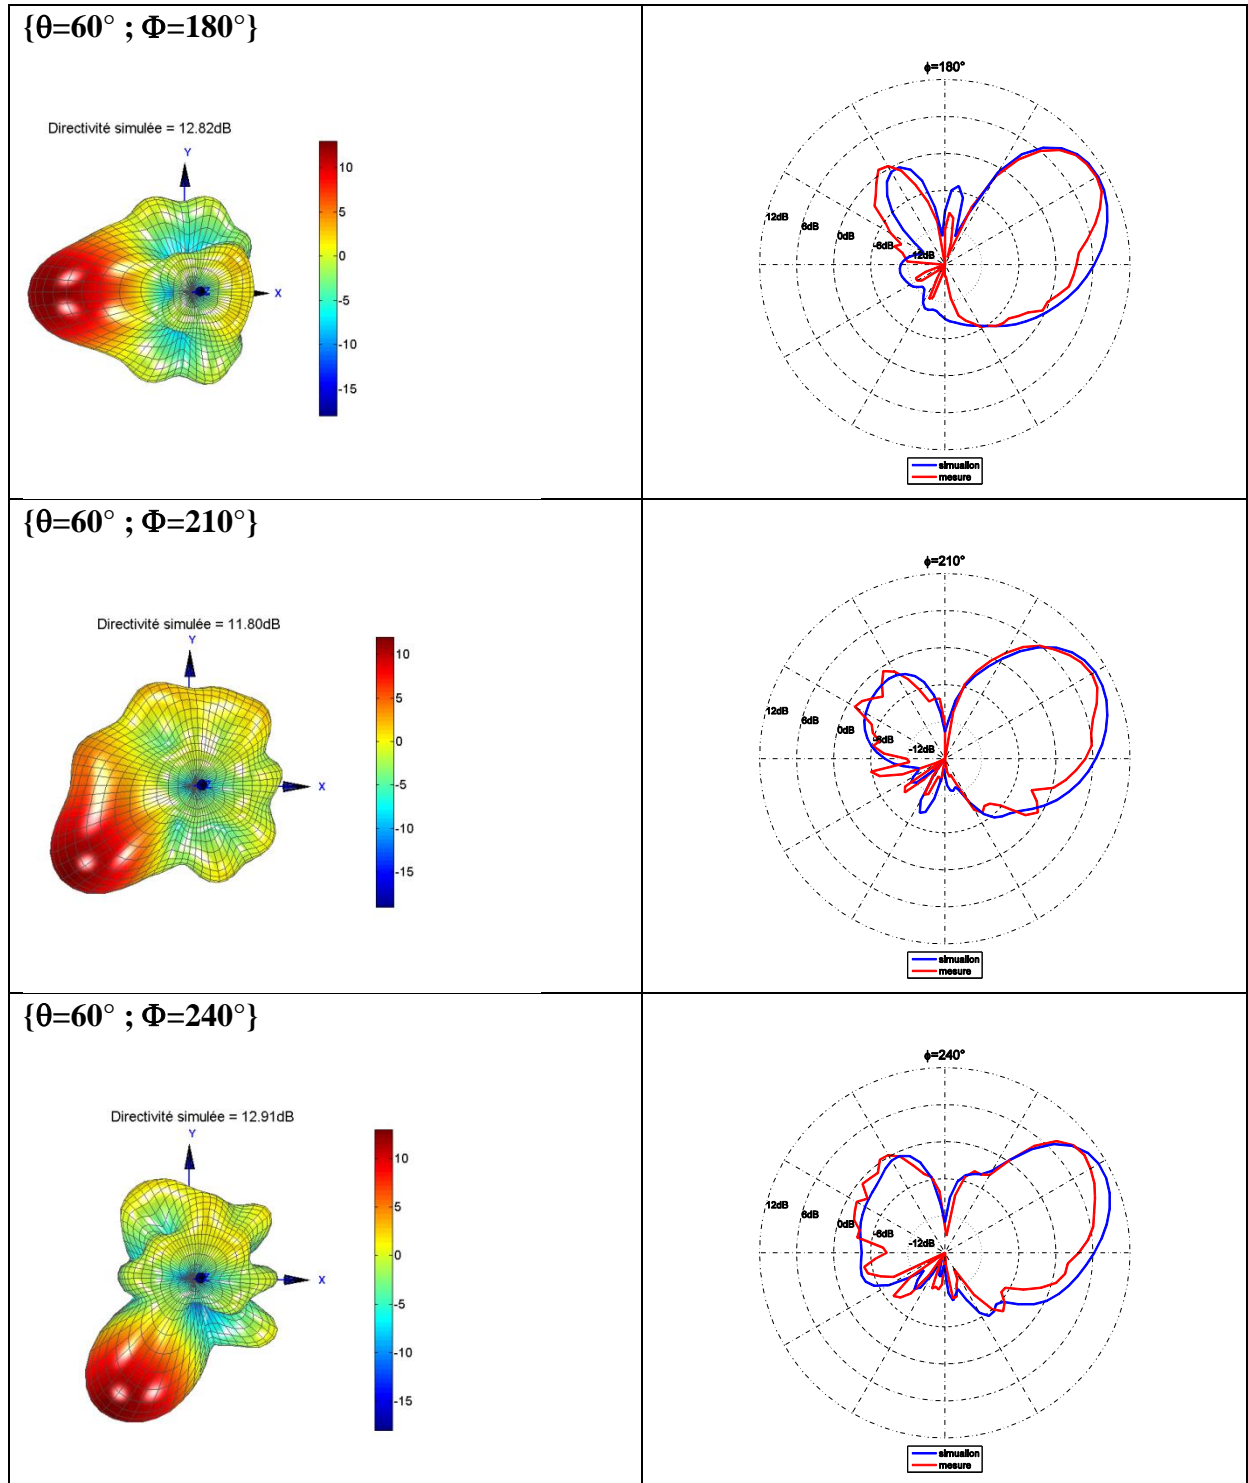 {θ=60° ; Φ=180°}
Directivité simulée = 12.82dB
Y
X
Z
10
5
0
-5
-10
-15
ϕ=180°
12dB
6dB
0dB
-6dB
-12dB
simualion
mesure
{θ=60° ; Φ=210°}
Directivité simulée = 11.80dB
Y
X
10
5
0
-5
-10
-15
ϕ=210°
12dB
6dB
0dB
-6dB
-12dB
simualion
mesure
{θ=60° ; Φ=240°}
Directivité simulée = 12.91dB
Y
X
10
5
0
-5
-10
-15
ϕ=240°
12dB
6dB
0dB
-6dB
-12dB
simualion
mesure